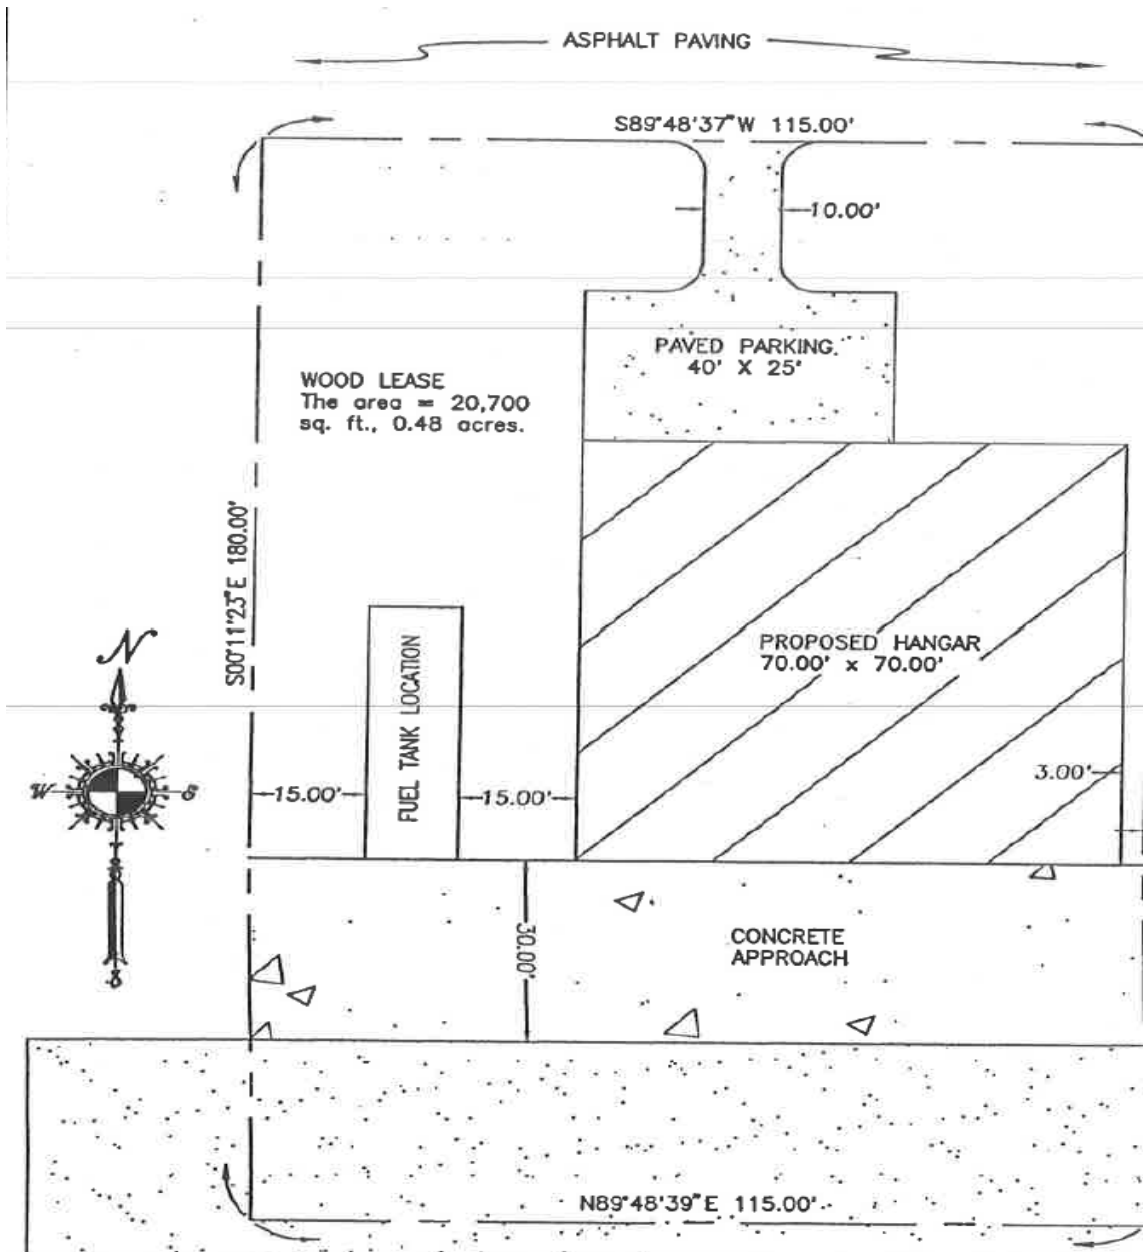 ASPHALT PAVING
S89°48'37"W 115.00'
10.00'
PAVED PARKING
40' X 25'
WOOD LEASE
The area = 20,700
sq. ft., 0.48 acres.
S00°11'23"E 180.00'
N
PROPOSED HANGAR
70.00' x 70.00'
FUEL TANK LOCATION
3.00'
W
15.00'
15.00'
30.00'
CONCRETE
APPROACH
N89°48'39"E 115.00'